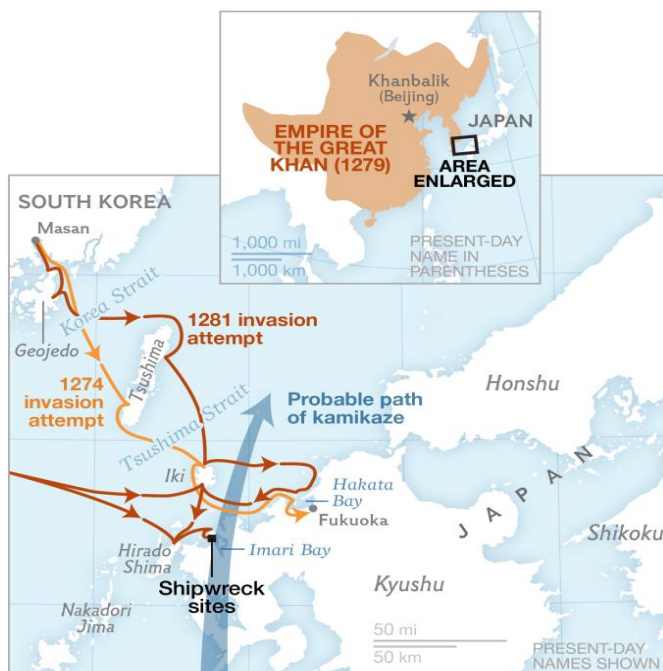 Khanbalik
(Beijing)
EMPIRE OF
THE GREAT
KHAN (1279)
JAPAN
AREA
ENLARGED
1,000 mi
1,000 km
PRESENT-DAY
NAME IN
PARENTHESES
SOUTH KOREA
Masan
Korea Strait
Geojedo
1281 invasion
attempt
Tsushima
1274
invasion
attempt
Tsushima Strait
Probable path
of kamikaze
Honshu
Iki
Hakata
Bay
Fukuoka
JAPAN
Shikoku
Hirado
Shima
Imari Bay
Shipwreck
sites
Kyushu
Nakadori
Jima
50 mi
50 km
PRESENT-DAY
NAMES SHOWN